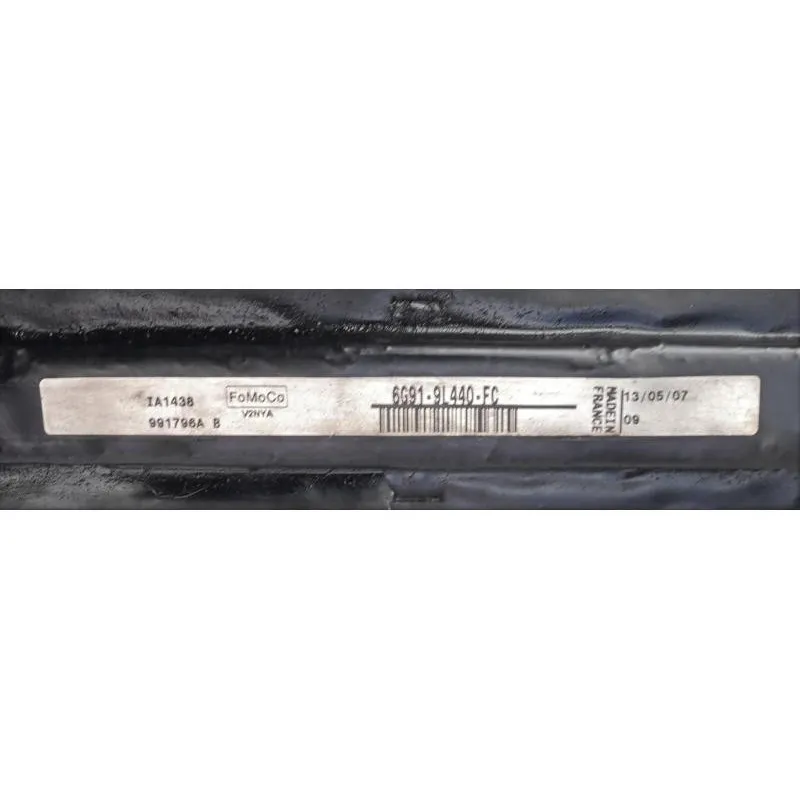 IA1438
991796A B
FoMoCo
V2NYA
6G91-9L440-FC
MADE IN
FRANCE
13/05/07
09